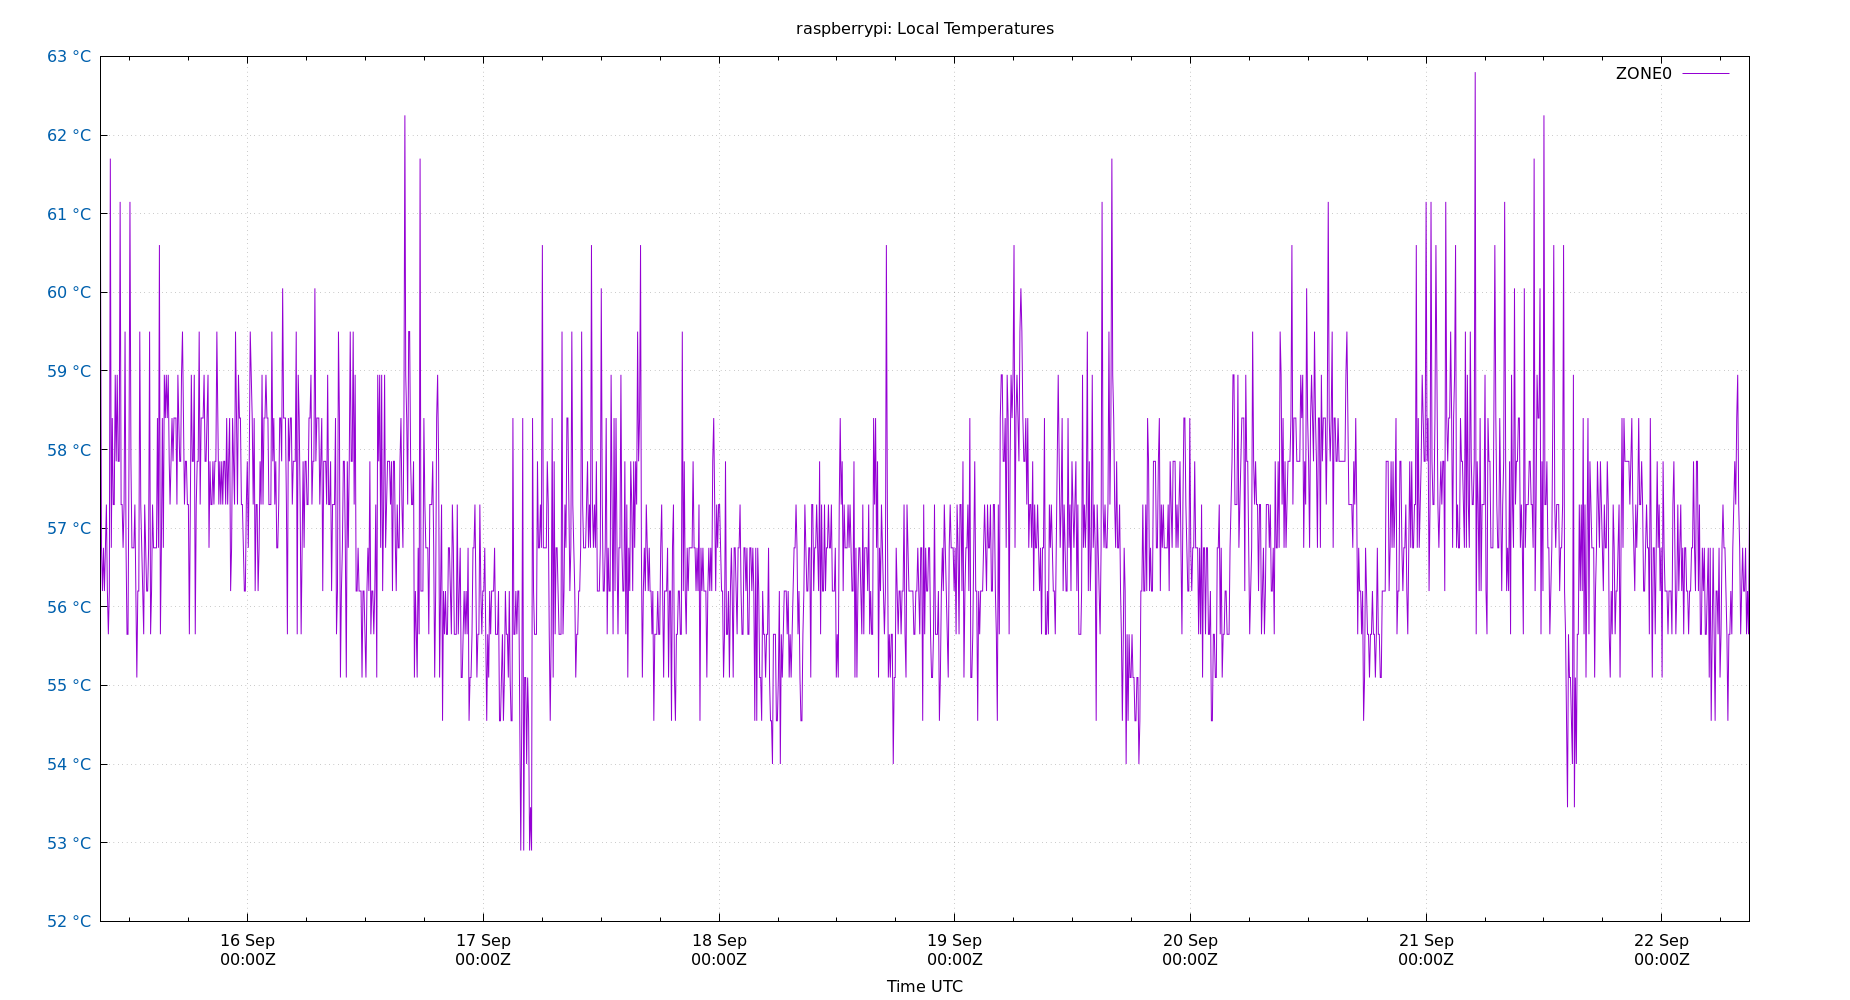 raspberrypi: Local Temperatures
63 °C
ZONE0
62 °C
61 °C
60 °C
59 °C
58 °C
57 °C
56 °C
55 °C
54 °C
53 °C
52 °C
16 Sep 17 Sep 18 Sep 19 Sep 20 Sep 21 Sep 22 Sep
00:00Z 00:00Z 00:00Z 00:00Z 00:00Z 00:00Z 00:00Z
Time UTC